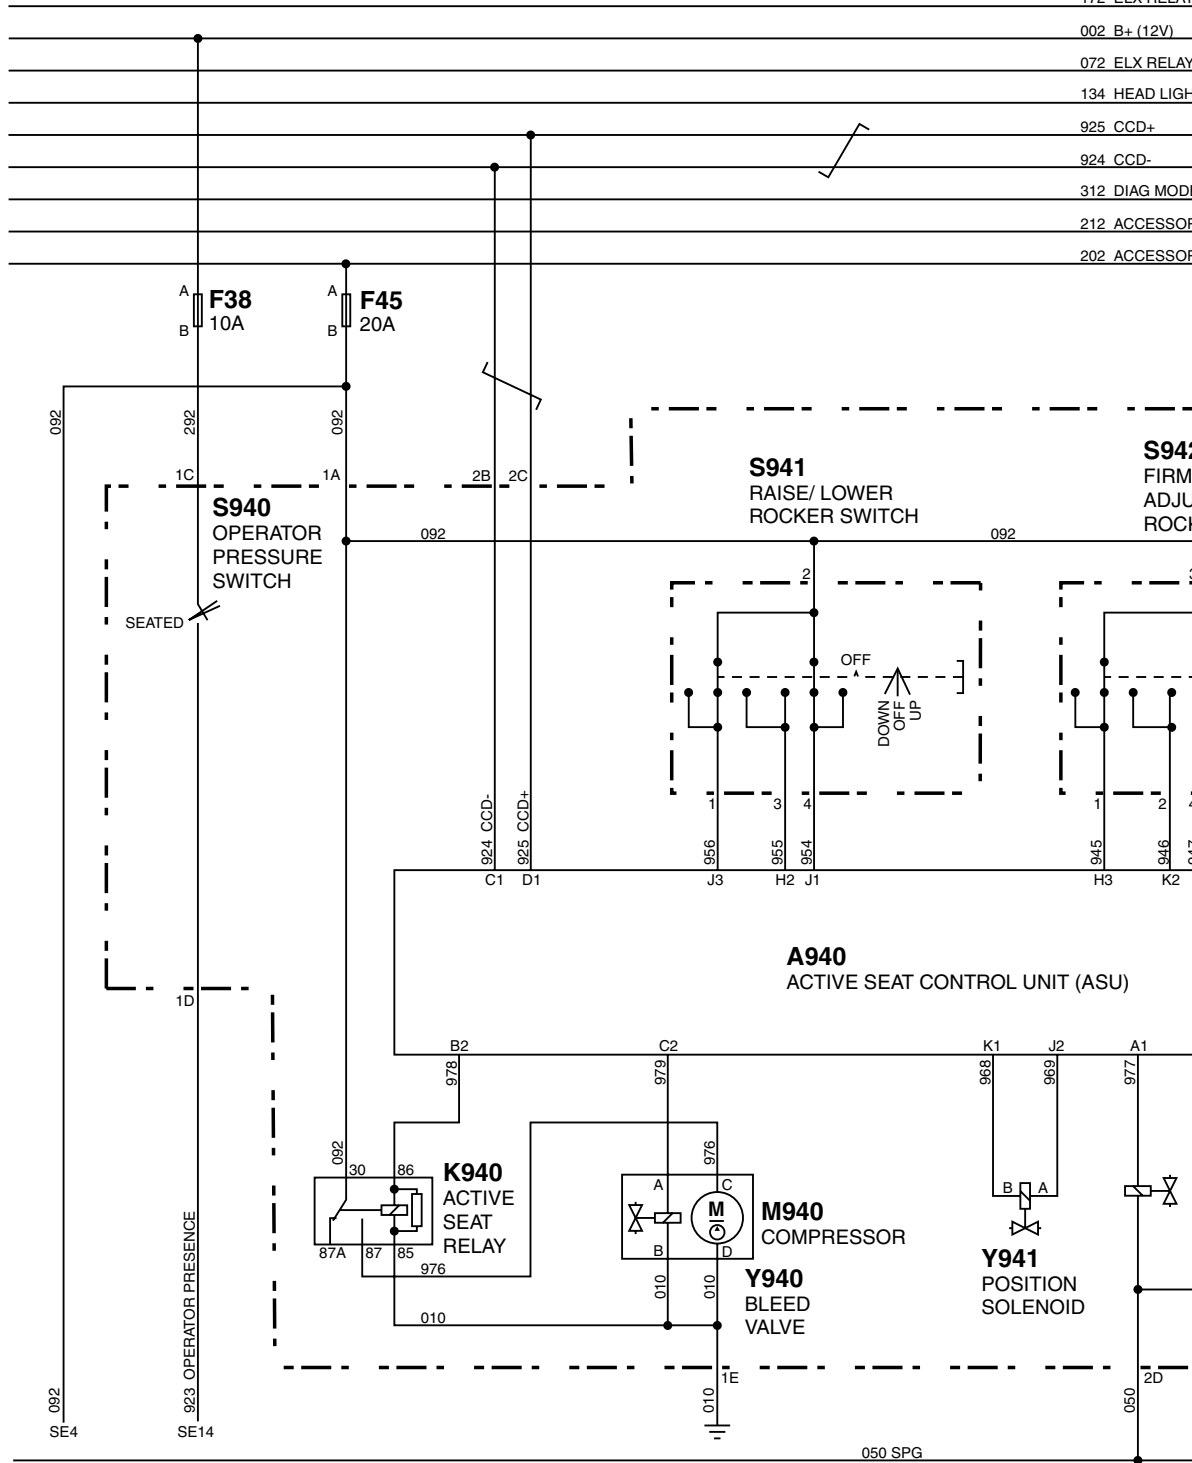 002 B+ (12V)
072 ELX RELAY
134
925 CCD+
924 CCD-
312 DIAG
212
202
A
B
F38
10A
A
B
F45
20A
092
292
092
1C
1A
2B
2C
S940
OPERATOR
PRESSURE
SWITCH
SEATED
S941
RAISE/ LOWER
ROCKER SWITCH
092
092
2
OFF
DOWN
OFF
UP
1
3
4
1
2
924 CCD-
925 CCD+
956
955
954
945
946
C1
D1
J3
H2
J1
H3
K2
A940
ACTIVE SEAT CONTROL UNIT (ASU)
1D
B2
C2
K1
J2
A1
978
979
968
969
977
092
30
86
K940
ACTIVE
SEAT
RELAY
87A
87
85
976
976
A
C
M
B
D
M940
COMPRESSOR
B
A
Y941
POSITION
SOLENOID
010
010
Y940
BLEED
VALVE
010
923 OPERATOR PRESENCE
092
1E
2D
010
050
SE4
SE14
050 SPG